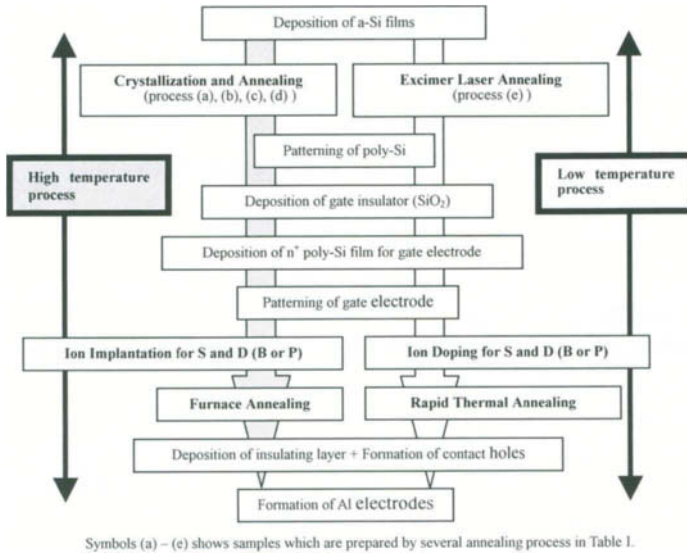 Deposition of a-Si films
Crystallization and Annealing
(process (a), (b), (c), (d) )
Excimer Laser Annealing
(process (e) )
Patterning of poly-Si
High temperature
process
Low temperature
process
Deposition of gate insulator (SiO₂)
Deposition of n⁺ poly-Si film for gate electrode
Patterning of gate electrode
Ion Implantation for S and D (B or P)
Ion Doping for S and D (B or P)
Furnace Annealing
Rapid Thermal Annealing
Deposition of insulating layer + Formation of contact holes
Formation of Al electrodes
Symbols (a) – (e) shows samples which are prepared by several annealing process in Table I.